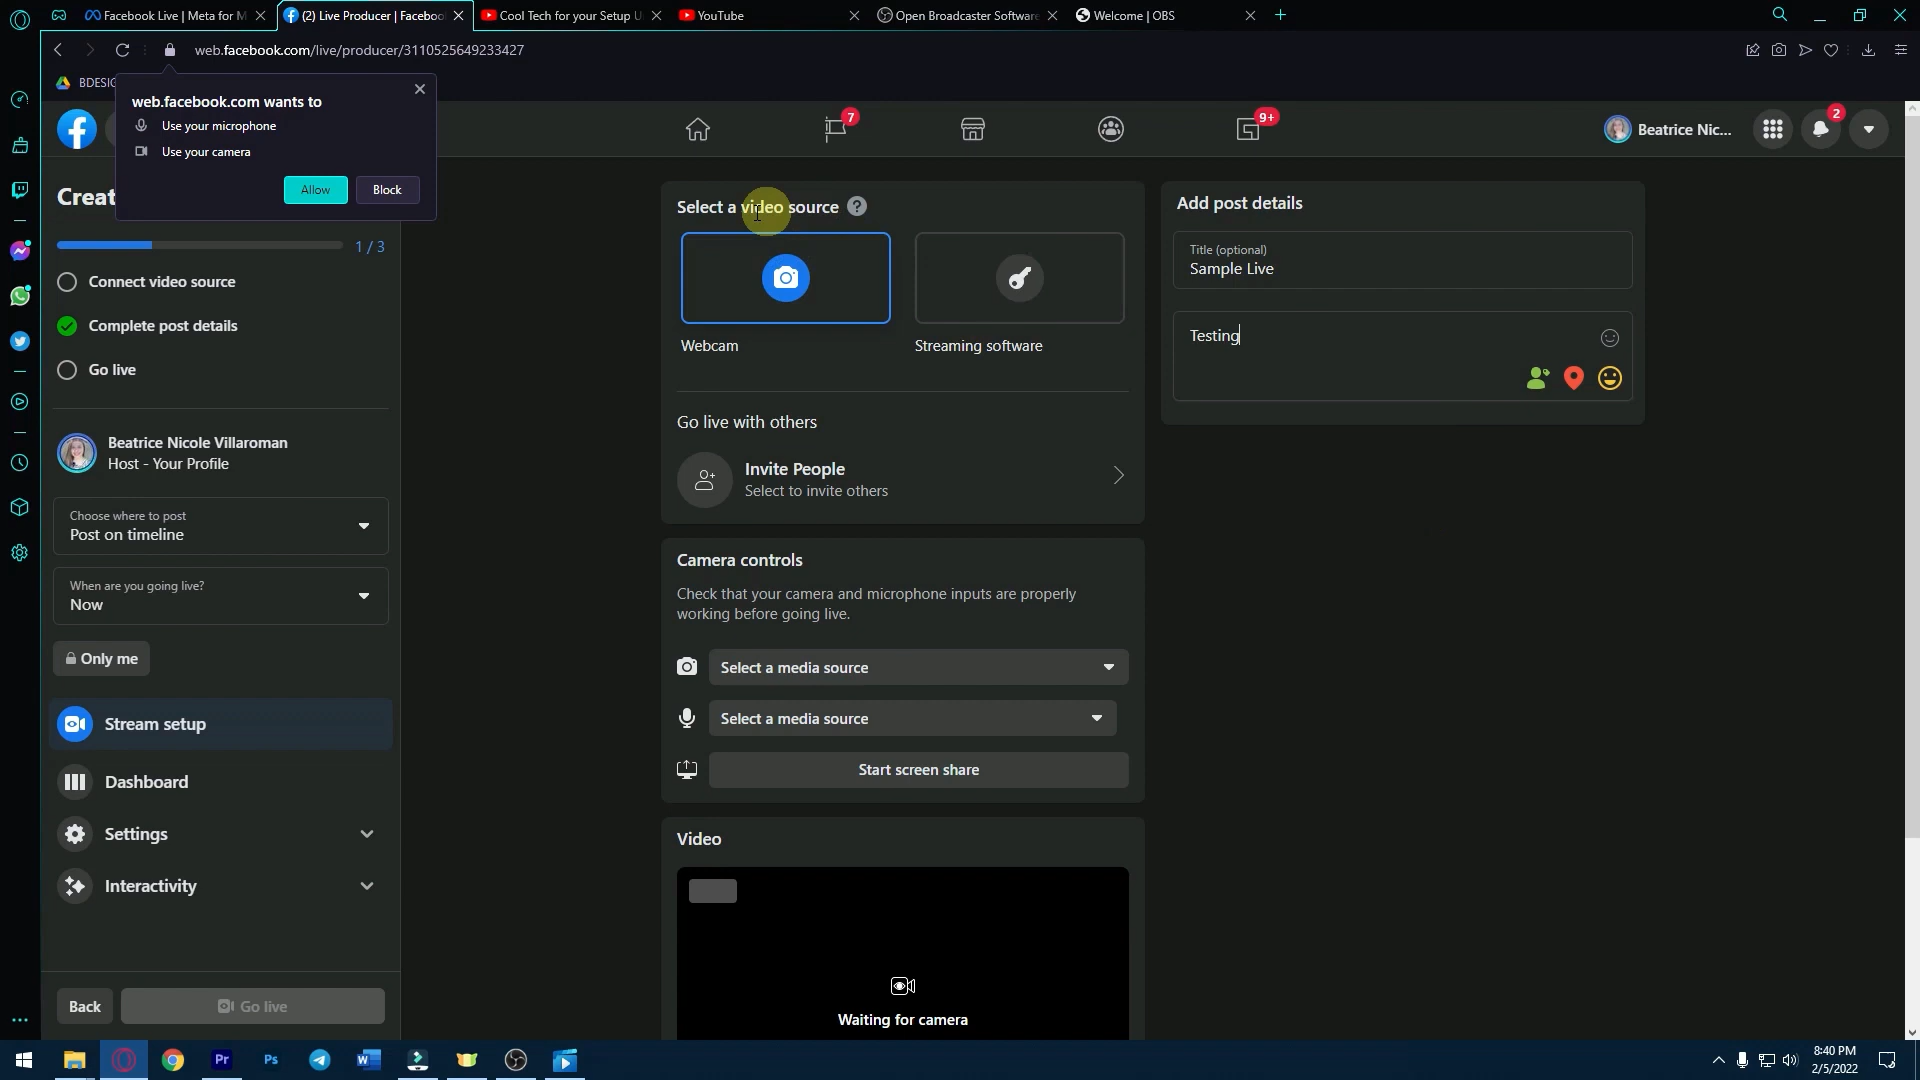 Facebook Live | Meta for M
(2) Live Producer | Faceboo
Cool Tech for your Setup U
YouTube
Open Broadcaster Software
Welcome | OBS
web.facebook.com/live/producer/3110525649233427
BDESIG
web.facebook.com wants to
Use your microphone
Use your camera
Allow
Block
7
9+
Beatrice Nic...
2
Creat
1 / 3
Connect video source
Complete post details
Go live
Beatrice Nicole Villaroman
Host - Your Profile
Choose where to post
Post on timeline
When are you going live?
Now
Only me
Stream setup
Dashboard
Settings
Interactivity
Back
Go live
Select a video source
?
Webcam
Streaming software
Go live with others
Invite People
Select to invite others
Camera controls
Check that your camera and microphone inputs are properly
working before going live.
Select a media source
Select a media source
Start screen share
Video
Waiting for camera
Add post details
Title (optional)
Sample Live
Testing
Pr
Ps
W
8:40 PM
2/5/2022